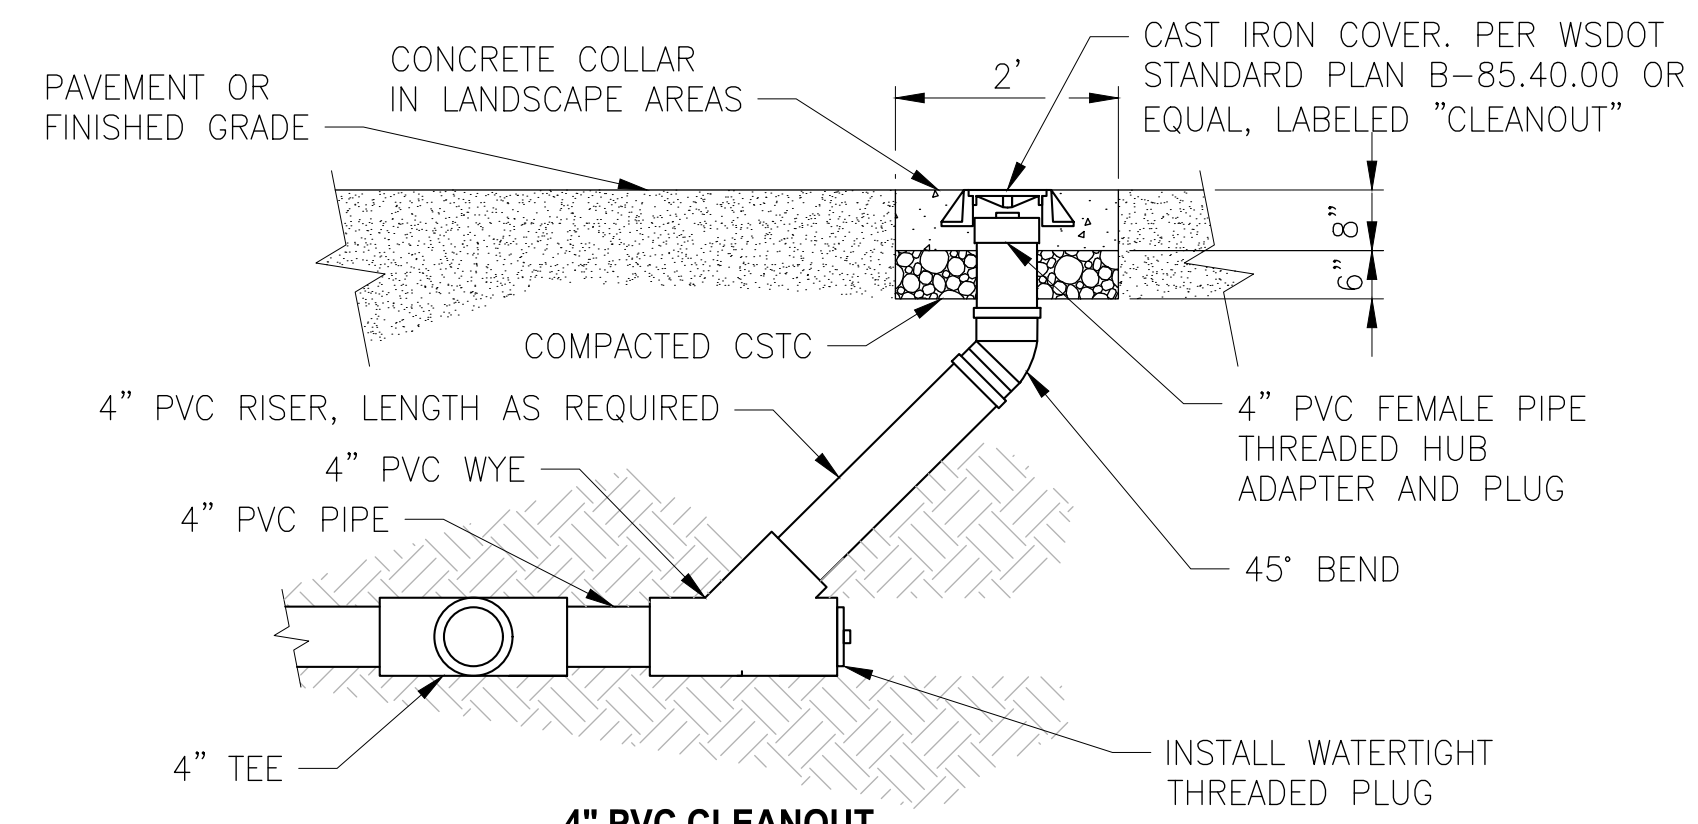 CAST IRON COVER. PER WSDOT
STANDARD PLAN B-85.40.00 OR
EQUAL, LABELED "CLEANOUT"
CONCRETE COLLAR
IN LANDSCAPE AREAS
PAVEMENT OR
FINISHED GRADE
2'
8"
6"
COMPACTED CSTC
4" PVC RISER, LENGTH AS REQUIRED
4" PVC FEMALE PIPE
THREADED HUB
ADAPTER AND PLUG
4" PVC WYE
4" PVC PIPE
45° BEND
4" TEE
INSTALL WATERTIGHT
THREADED PLUG
4" PVC CLEANOUT